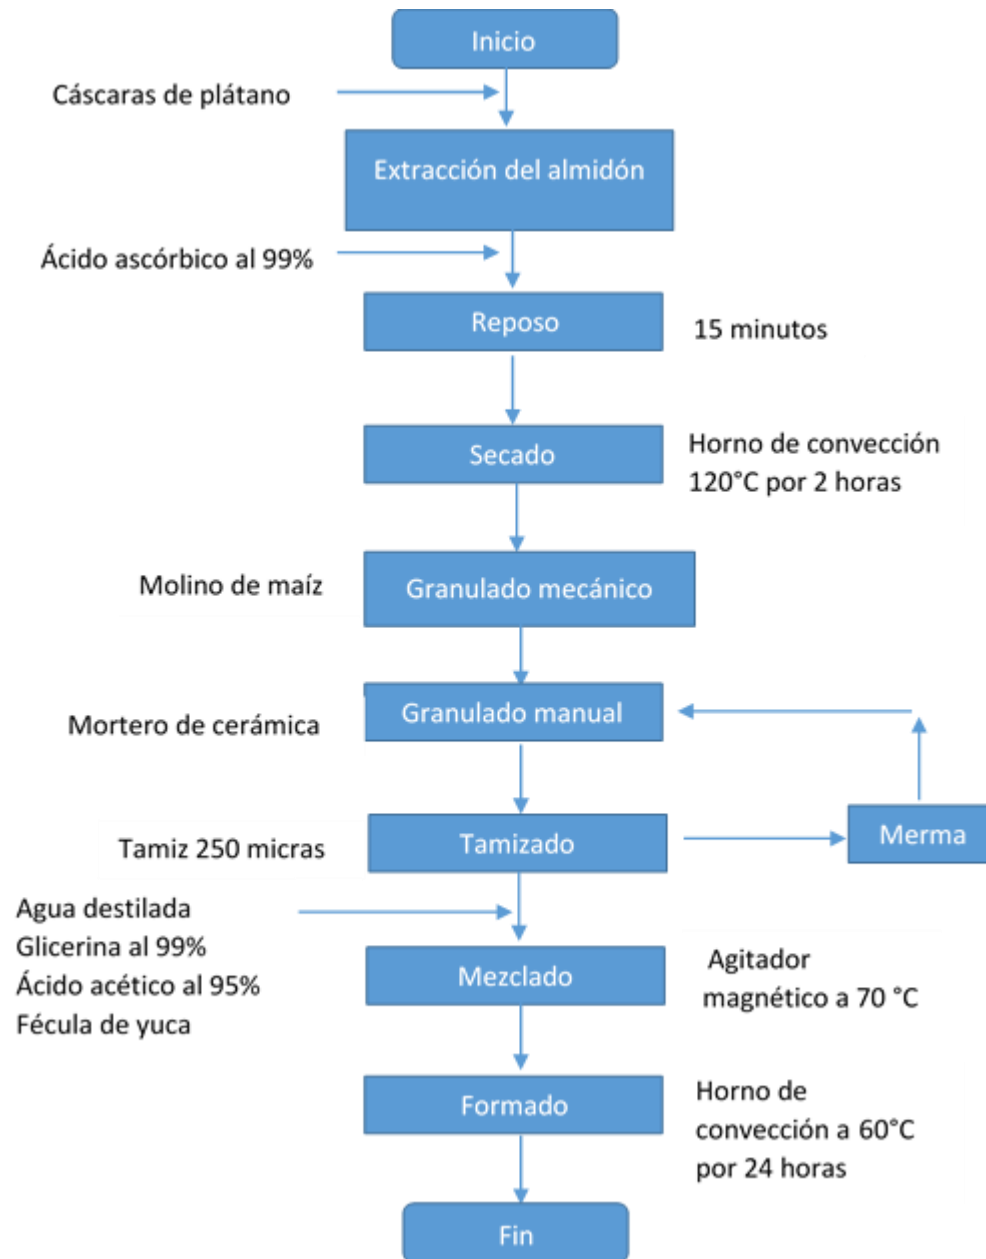 Inicio
Cáscaras de plátano
Extracción del almidón
Ácido ascórbico al 99%
Reposo
15 minutos
Secado
Horno de convección
120°C por 2 horas
Molino de maíz
Granulado mecánico
Mortero de cerámica
Granulado manual
Tamiz 250 micras
Tamizado
Merma
Agua destilada
Glicerina al 99%
Ácido acético al 95%
Fécula de yuca
Mezclado
Agitador
magnético a 70 °C
Formado
Horno de
convección a 60°C
por 24 horas
Fin